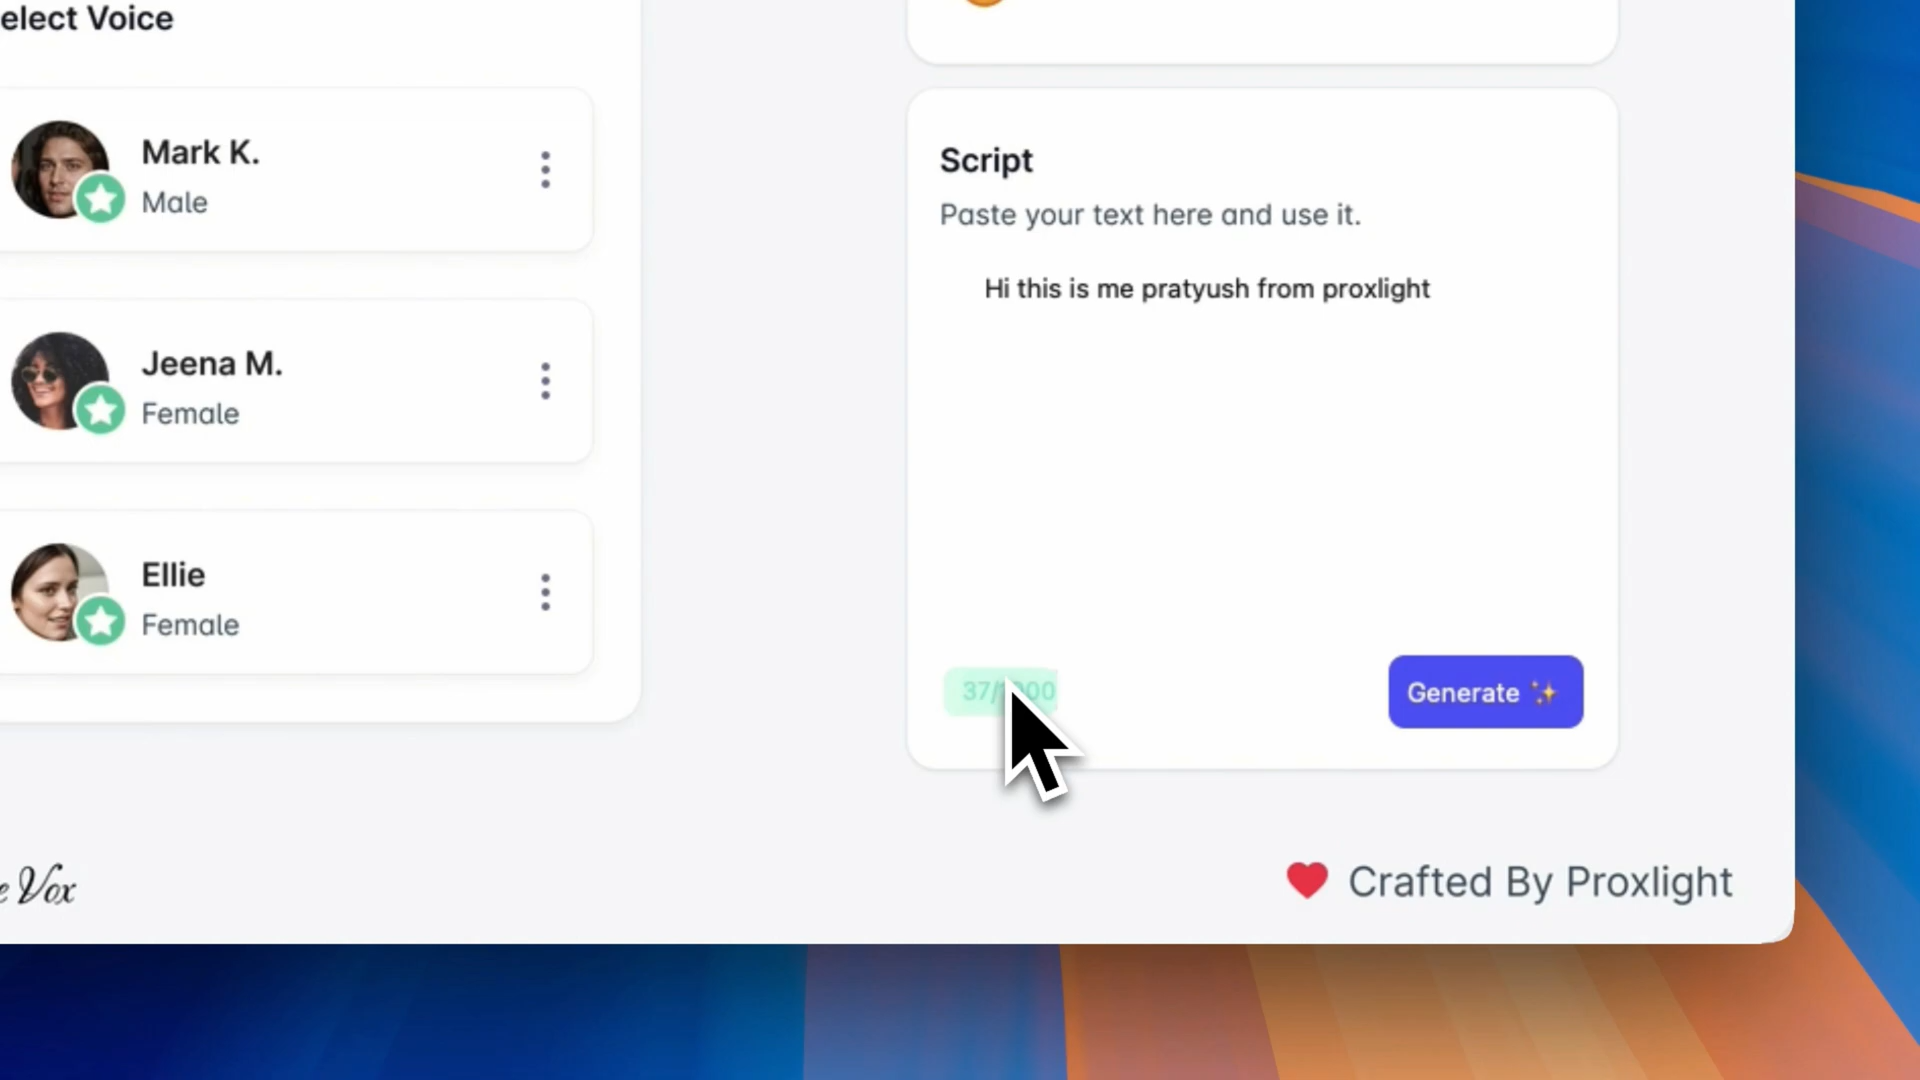 elect Voice
Mark K.
Male
Jeena M.
Female
Ellie
Female
Script
Paste your text here and use it.
Hi this is me pratyush from proxlight
Generate ✨
e Vox
Crafted By Proxlight